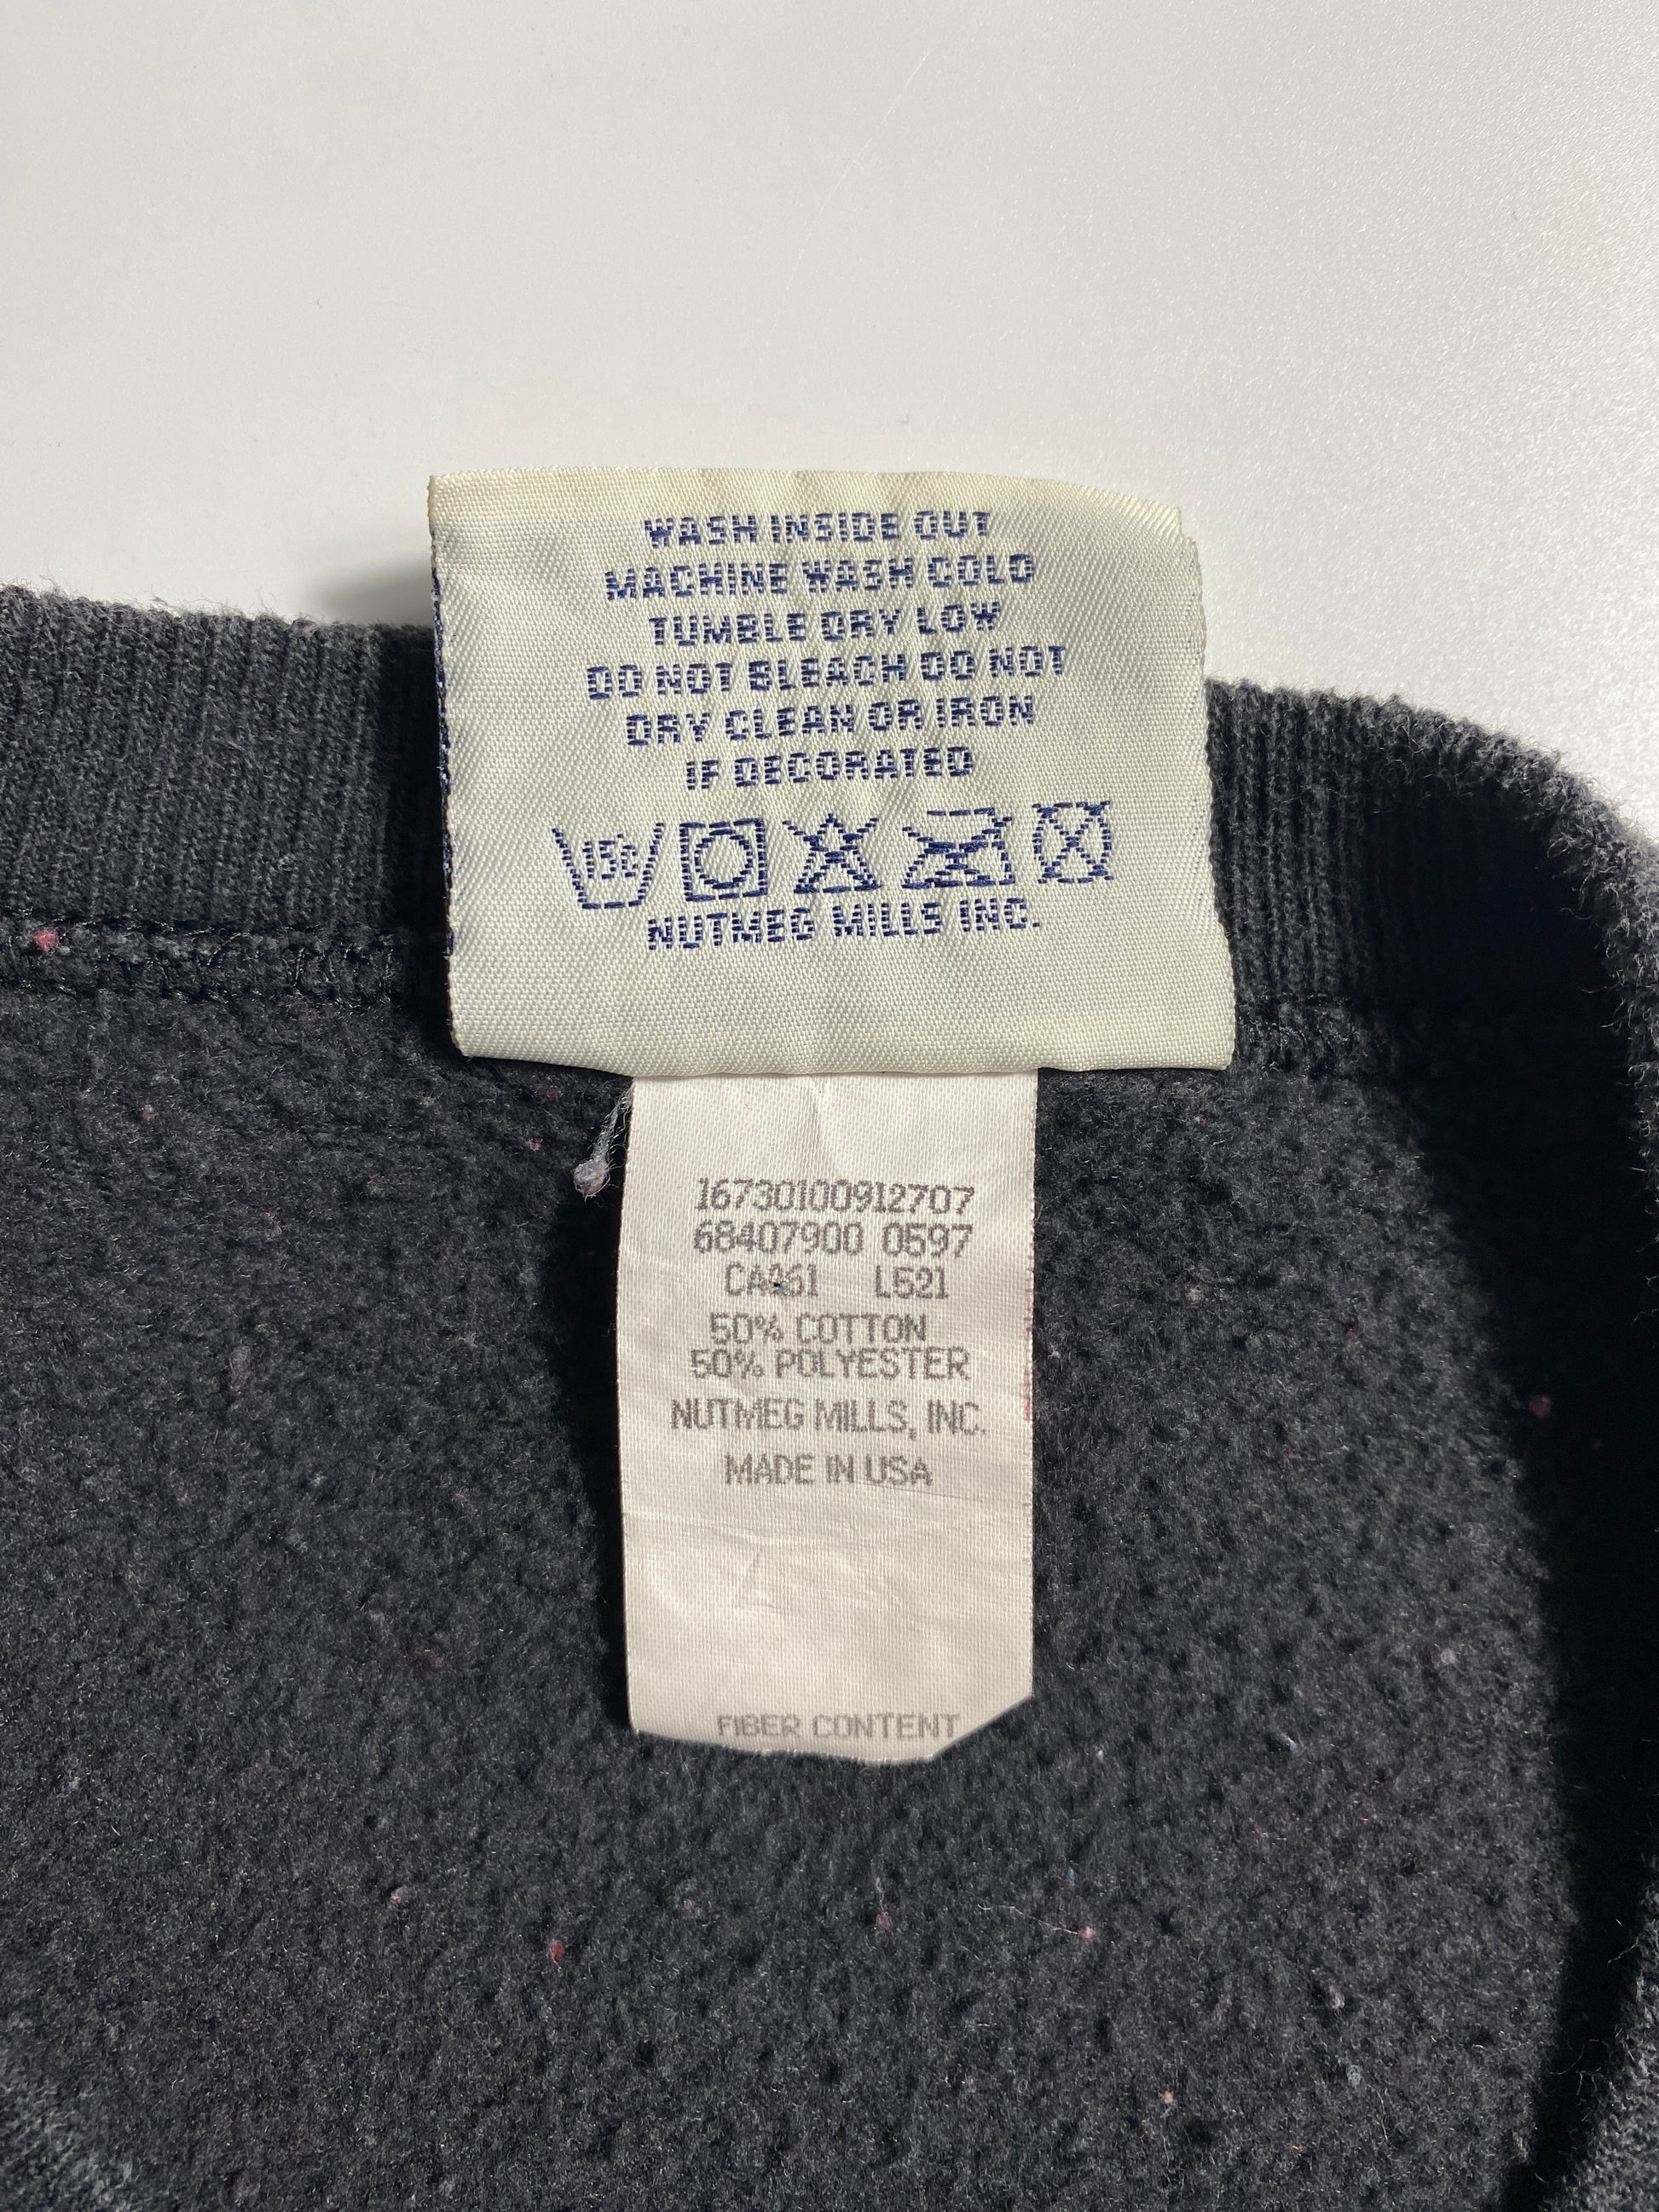 WASH INSIDE OUT
MACHINE WASH COLD
TUMBLE DRY LOW
DO NOT BLEACH DO NOT
DRY CLEAN OR IRON
IF DECORATED
NUTMEG MILLS INC.
16730100912707
68407900 0597
L521
50% COTTON
50% POLYESTER
NUTMEG MILLS, INC.
MADE IN USA
FIBER CONTENT